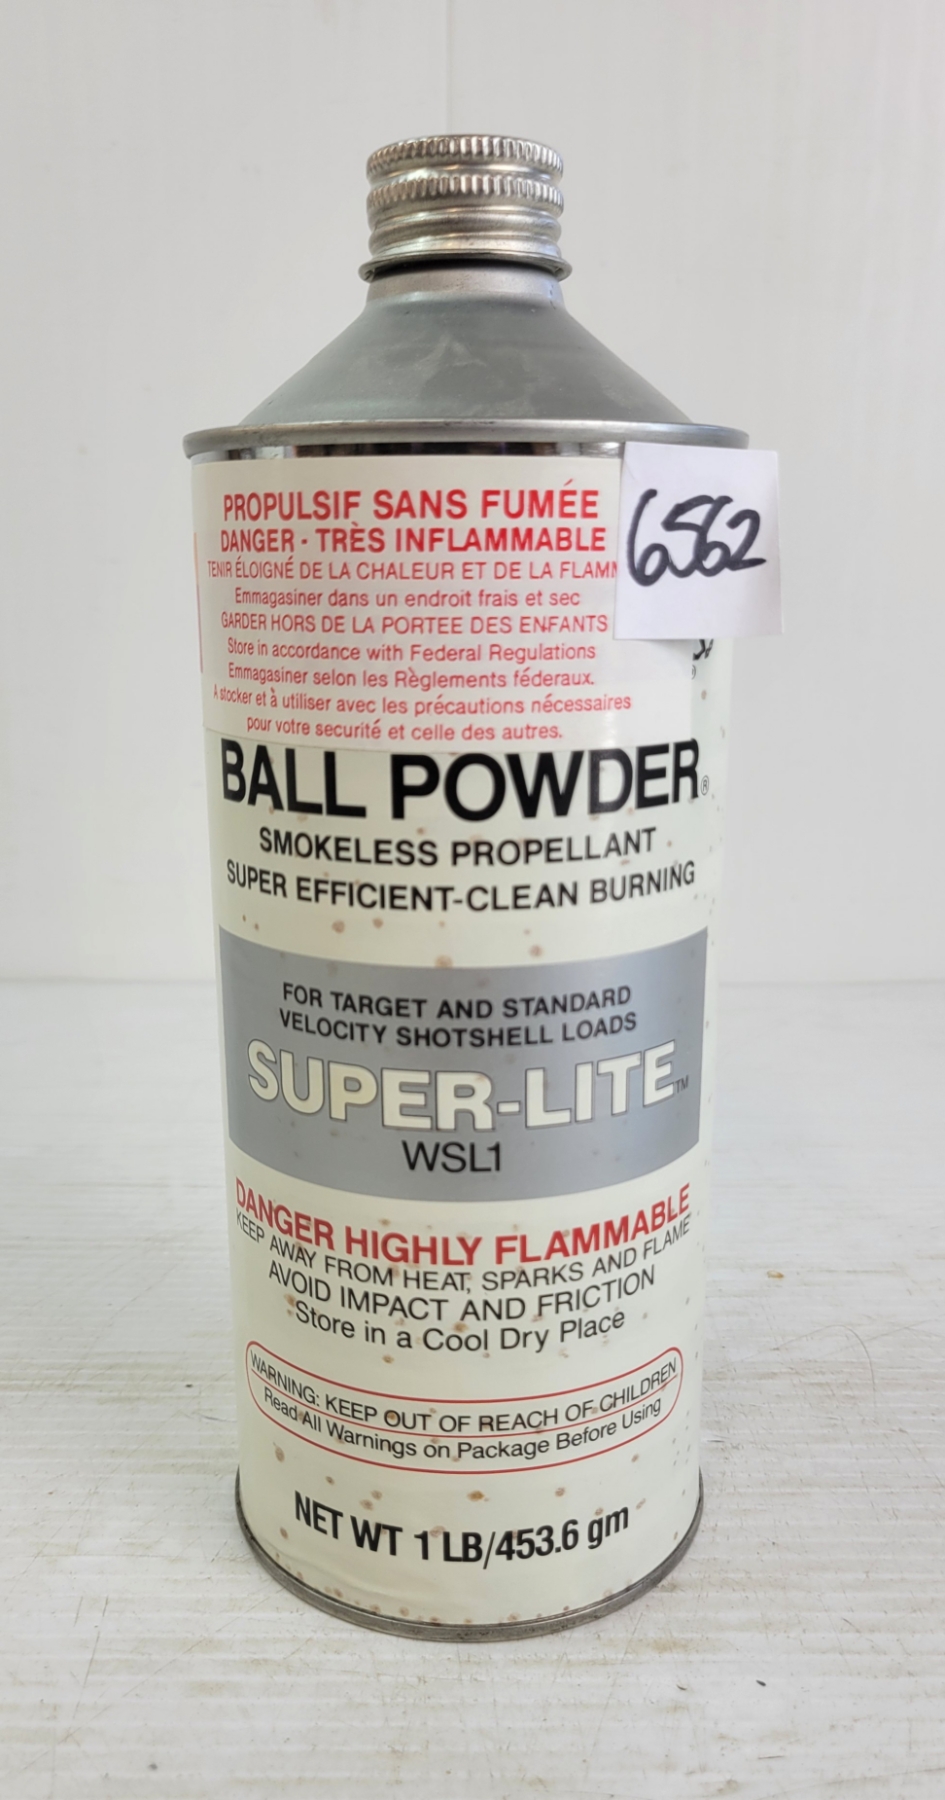 PROPULSIF SANS FUMÉE
DANGER · TRÈS INFLAMMABLE
TENIR ÉLOIGNÉ DE LA CHALEUR ET DE LA FLAMM
Emmagasiner dans un endroit frais et sec
GARDER HORS DE LA PORTEE DES ENFANTS
Store in accordance with Federal Regulations
Emmagasiner selon les Règlements féderaux.
A stocker et à utiliser avec les précautions nécessaires
pour votre securité et celle des autres.
6562
BALL POWDER®
SMOKELESS PROPELLANT
SUPER EFFICIENT-CLEAN BURNING
FOR TARGET AND STANDARD
VELOCITY SHOTSHELL LOADS
SUPER-LITE™
WSL1
DANGER HIGHLY FLAMMABLE
KEEP AWAY FROM HEAT, SPARKS AND FLAME
AVOID IMPACT AND FRICTION
Store in a Cool Dry Place
WARNING: KEEP OUT OF REACH OF CHILDREN
Read All Warnings on Package Before Using
NET WT 1 LB/453.6 gm